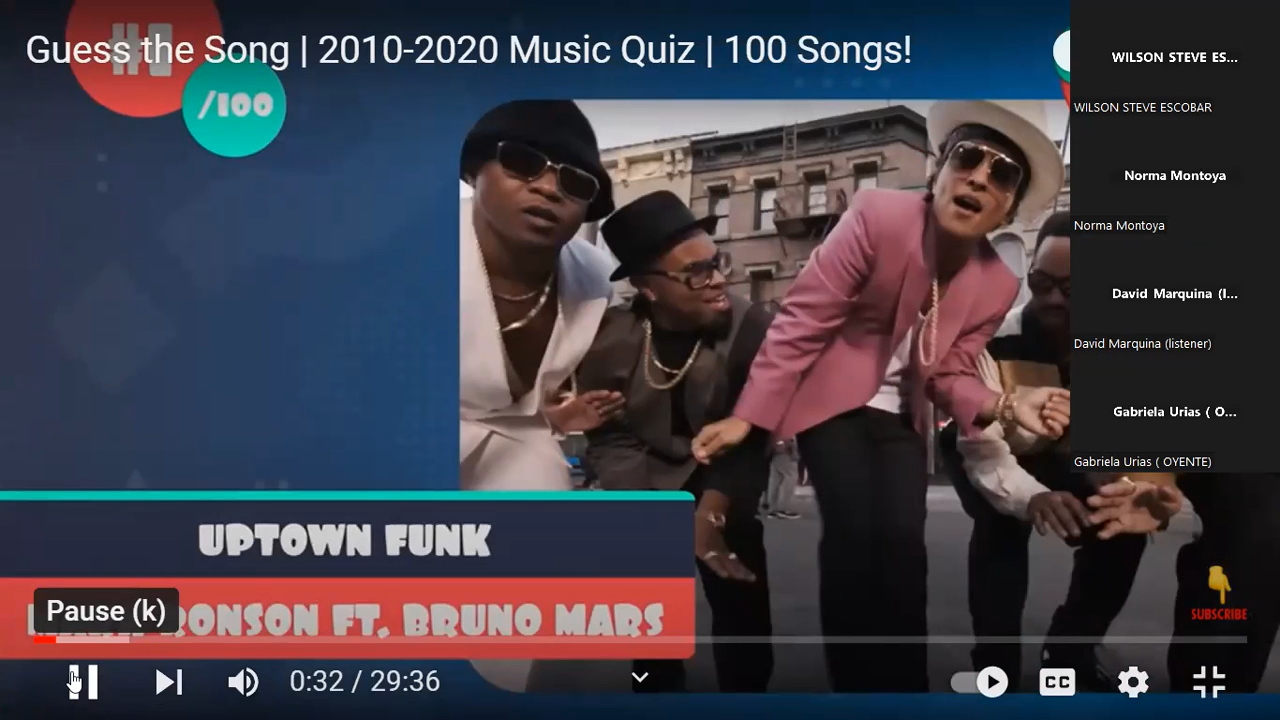 Guess the Song | 2010-2020 Music Quiz | 100 Songs!
/100
WILSON STEVE ES...
WILSON STEVE ESCOBAR
Norma Montoya
Norma Montoya
David Marquina (l...
David Marquina (listener)
Gabriela Urias ( O...
Gabriela Urias ( OYENTE)
UPTOWN FUNK
Pause (k)
RONSON FT. BRUNO MARS
SUBSCRIBE
0:32 / 29:36
CC